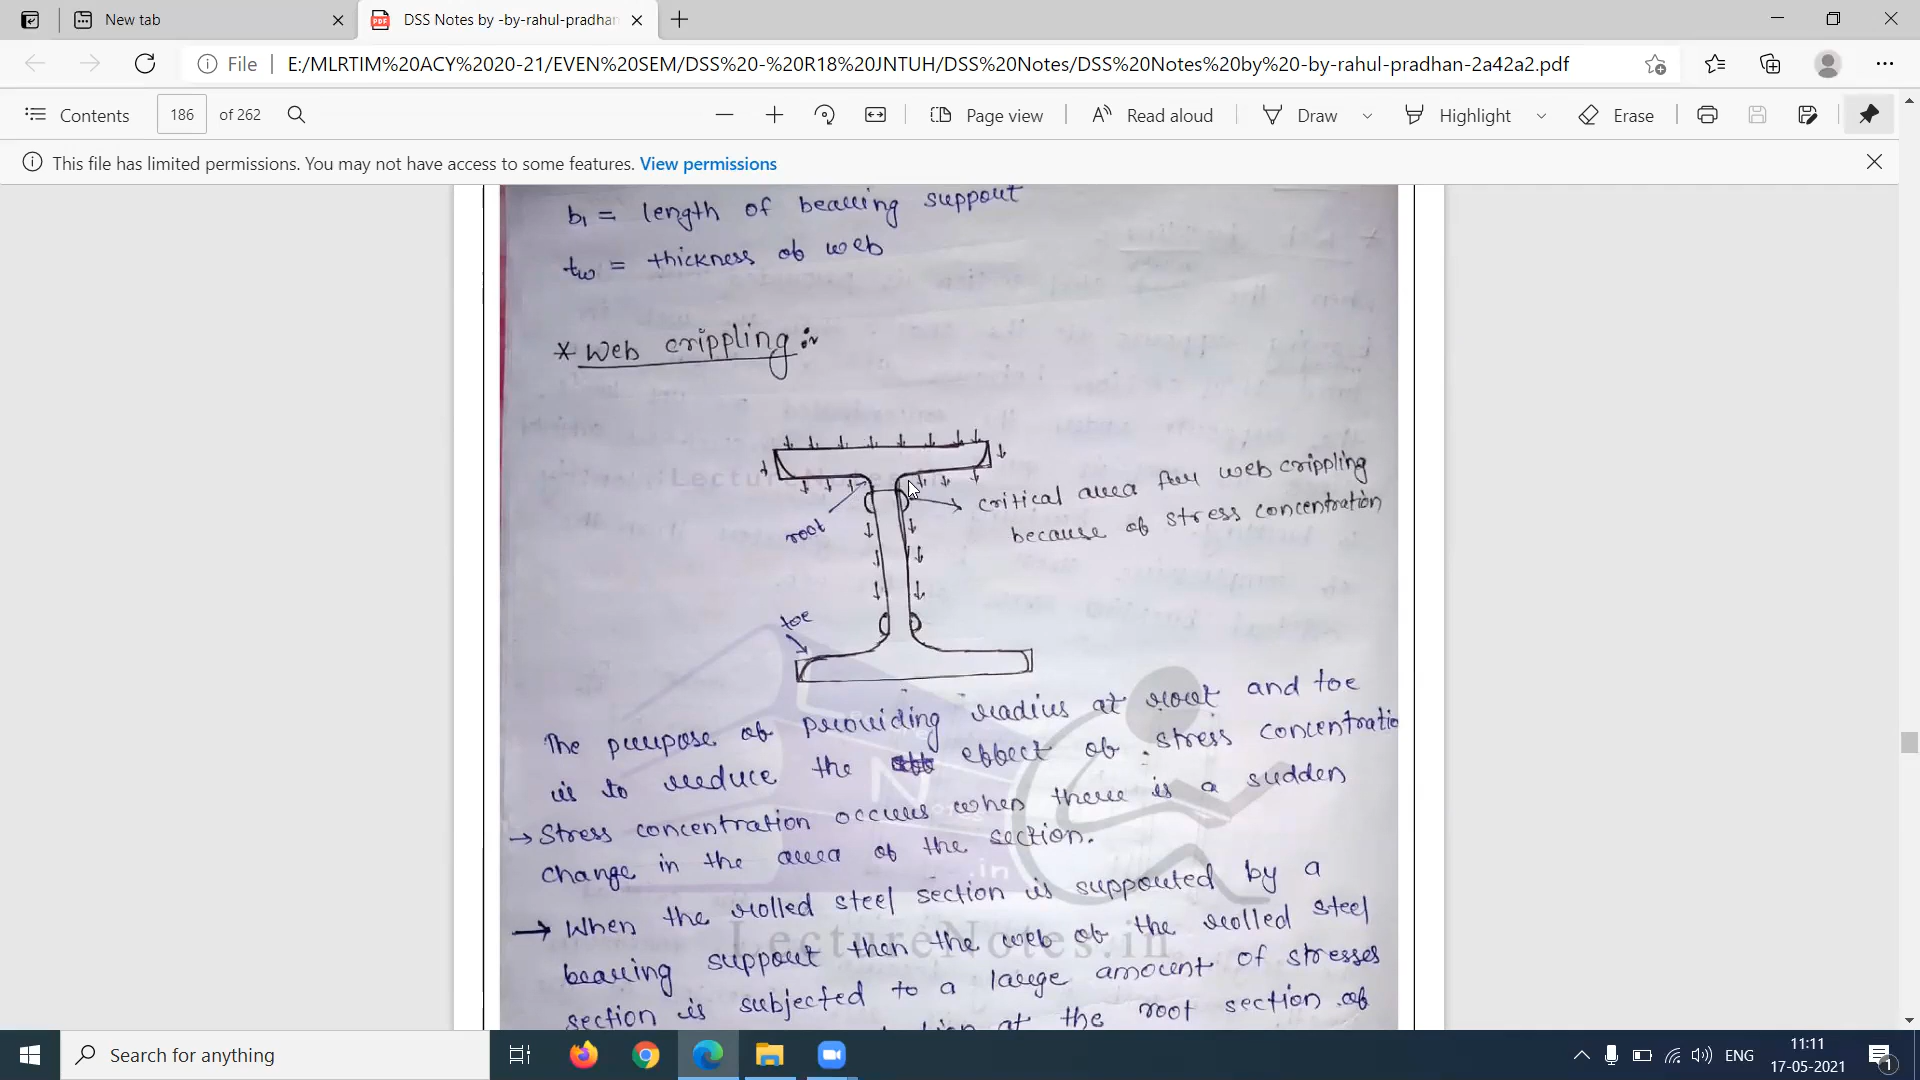 New tab
DSS Notes by -by-rahul-pradhan
File E:/MLRTIM%20ACY%2020-21/EVEN%20SEM/DSS%20-%20R18%20JNTUH/DSS%20Notes/DSS%20Notes%20by%20-by-rahul-pradhan-2a42a2.pdf
Contents 186 of 262 Page view Read aloud Draw Highlight Erase
This file has limited permissions. You may not have access to some features. View permissions
b1 = length of bearing support
tw = thickness of web
* Web crippling :~
root
critical area for web crippling
because of stress concentration
toe
The purpose of providing radius at root and toe
is to reduce the effect of stress concentratio
→ Stress concentration occurs when there is a sudden
change in the area of the section.
→ When the rolled steel section is supported by a
bearing support then the web of the rolled steel
section is subjected to a large amount of stresses
at the root section of
LectureNotes.in
Search for anything
ENG
11:11
17-05-2021
1